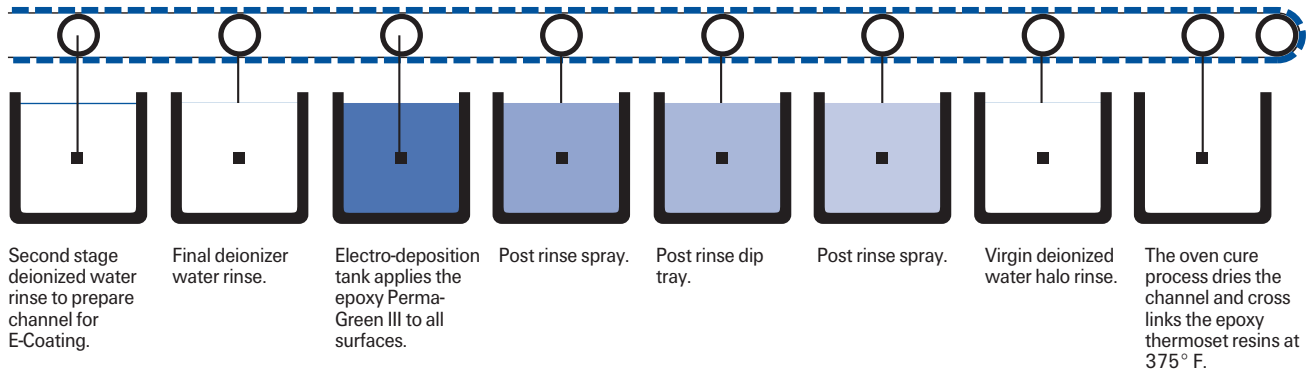 Second stage
deionized water
rinse to prepare
channel for
E-Coating.
Final deionizer
water rinse.
Electro-deposition
tank applies the
epoxy Perma-
Green III to all
surfaces.
Post rinse spray.
Post rinse dip
tray.
Post rinse spray.
Virgin deionized
water halo rinse.
The oven cure
process dries the
channel and cross
links the epoxy
thermoset resins at
375° F.